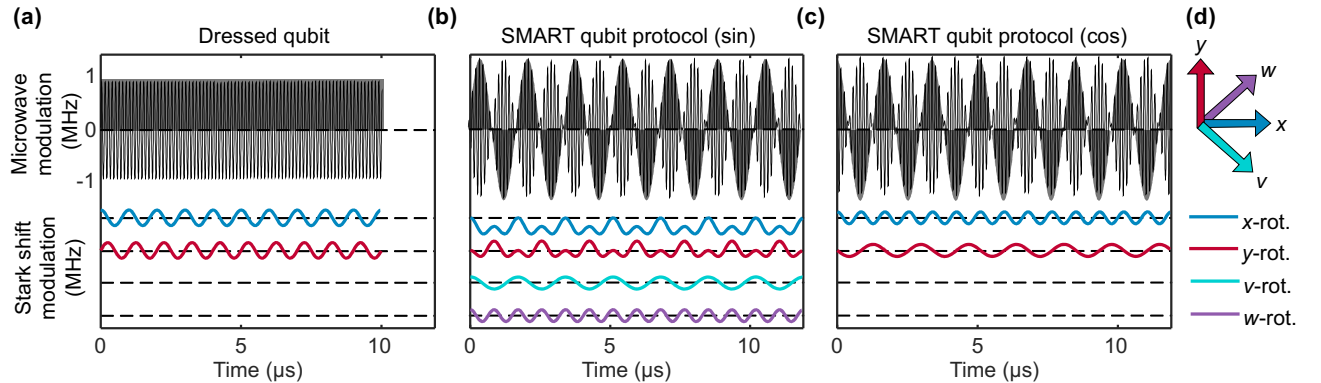 (a)
Dressed qubit
(b)
SMART qubit protocol (sin)
(c)
SMART qubit protocol (cos)
(d)
Microwave
modulation
(MHz)
1
0
-1
Stark shift
modulation
(MHz)
0 5 10
Time (µs)
0 5 10
Time (µs)
0 5 10
Time (µs)
y
w
x
v
x-rot.
y-rot.
v-rot.
w-rot.